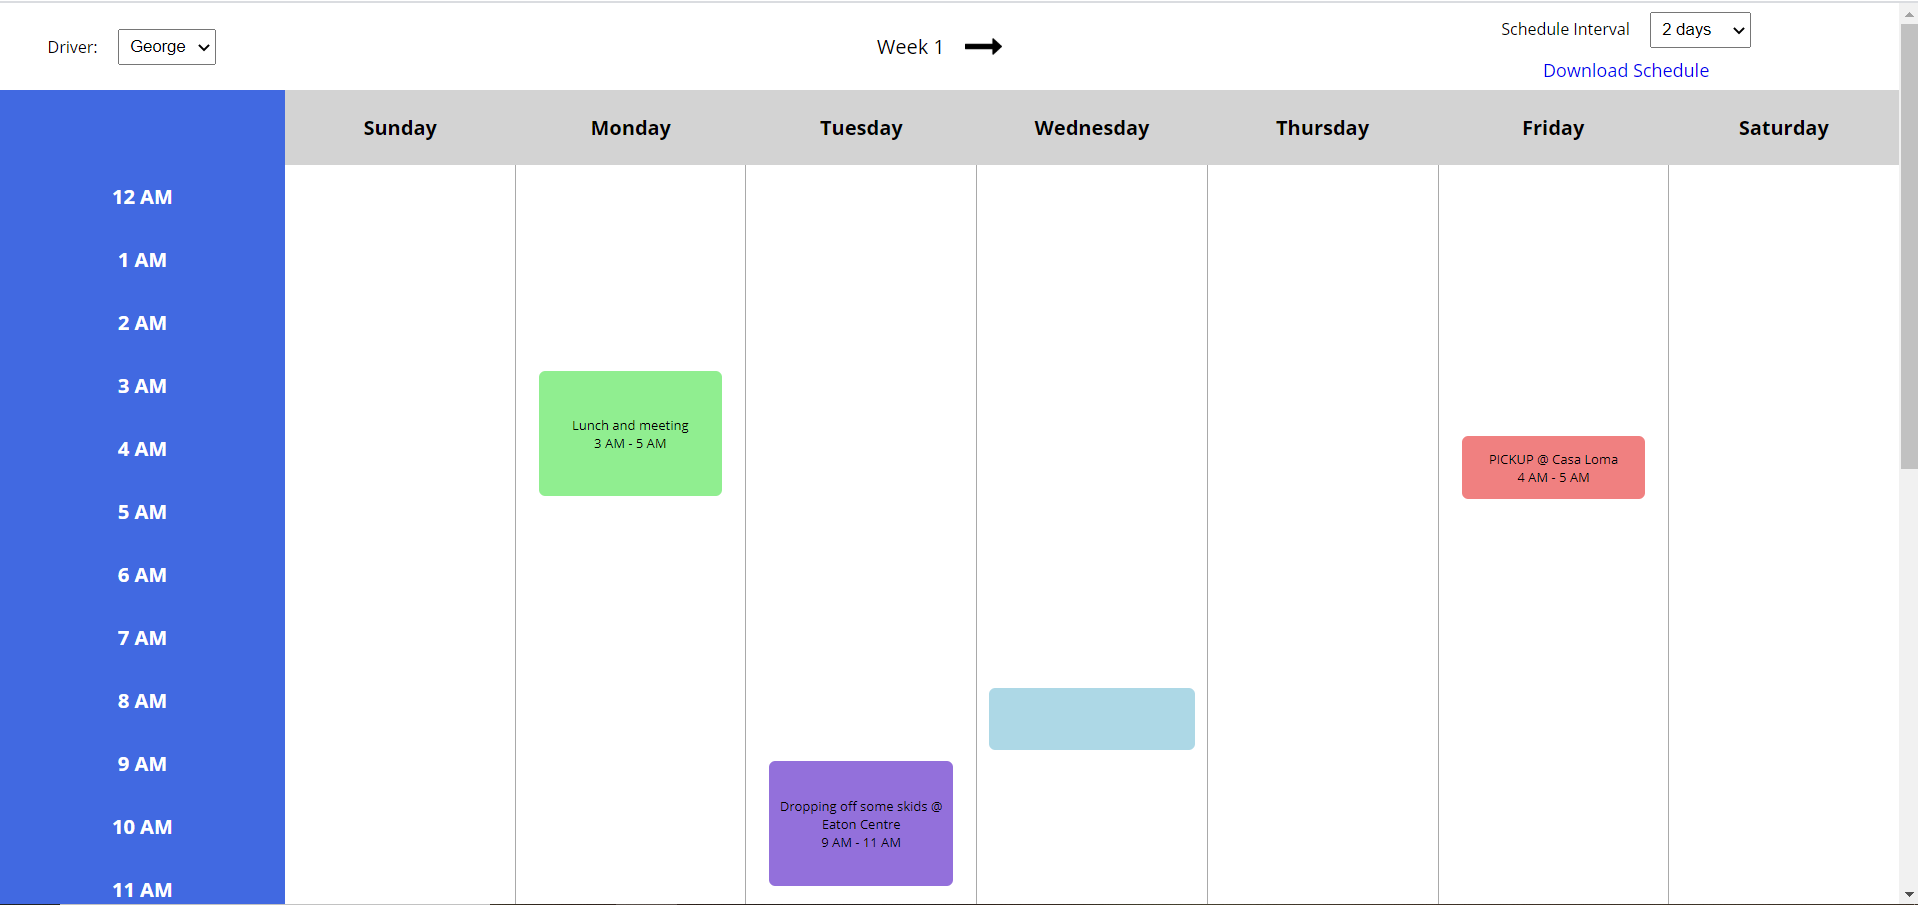 Driver:
George
Week 1
Schedule Interval
2 days
Download Schedule
Sunday
Monday
Tuesday
Wednesday
Thursday
Friday
Saturday
12 AM
1 AM
2 AM
3 AM
4 AM
5 AM
6 AM
7 AM
8 AM
9 AM
10 AM
11 AM
Lunch and meeting
3 AM - 5 AM
Dropping off some skids @
Eaton Centre
9 AM - 11 AM
PICKUP @ Casa Loma
4 AM - 5 AM